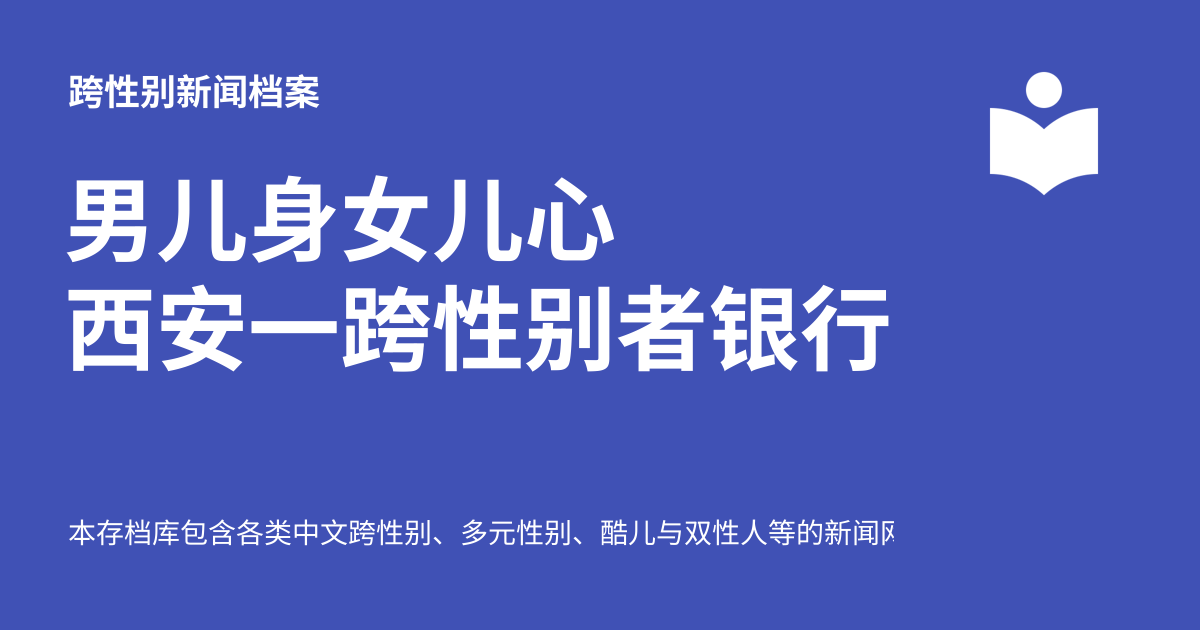 跨性别新闻档案
男儿身女儿心
西安一跨性别者银行
本存档库包含各类中文跨性别、多元性别、酷儿与双性人等的新闻